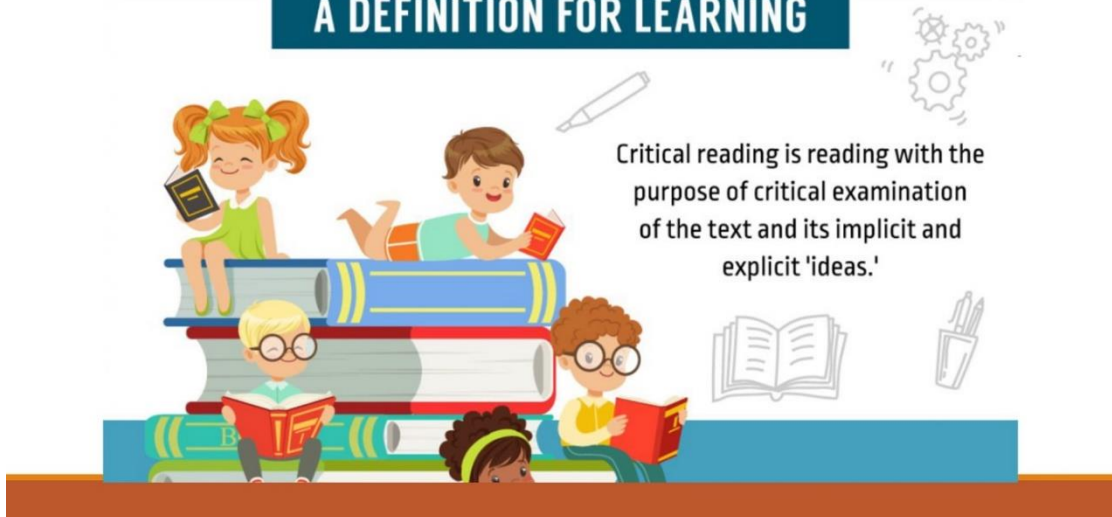 A DEFINITION FOR LEARNING
Critical reading is reading with the
purpose of critical examination
of the text and its implicit and
explicit 'ideas.'